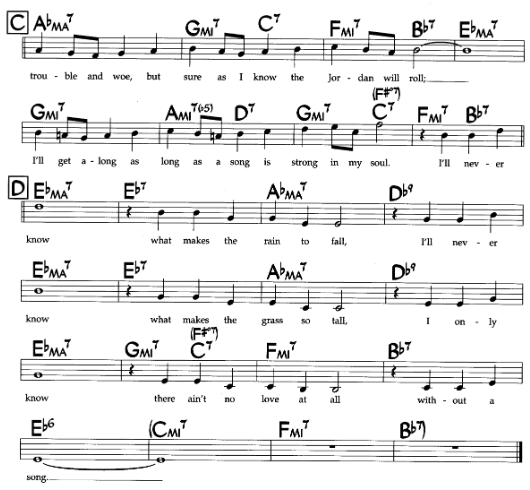 C A♭MA7 GMI7 C7 FMI7 B♭7 E♭MA7
trou - ble and woe, but sure as I know the Jor - dan will roll;
(F#°7)
GMI7 AMI7(♭5) D7 GMI7 C7 FMI7 B♭7
I'll get a - long as long as a song is strong in my soul. I'll nev - er
D E♭MA7 E♭7 A♭MA7 D♭9
know what makes the rain to fall, I'll nev - er
E♭MA7 E♭7 A♭MA7 D♭9
know what makes the grass so tall, I on - ly
(F#°7)
E♭MA7 GMI7 C7 FMI7 B♭7
know there ain't no love at all with - out a
E♭6 (CMI7 FMI7 B♭7)
song.